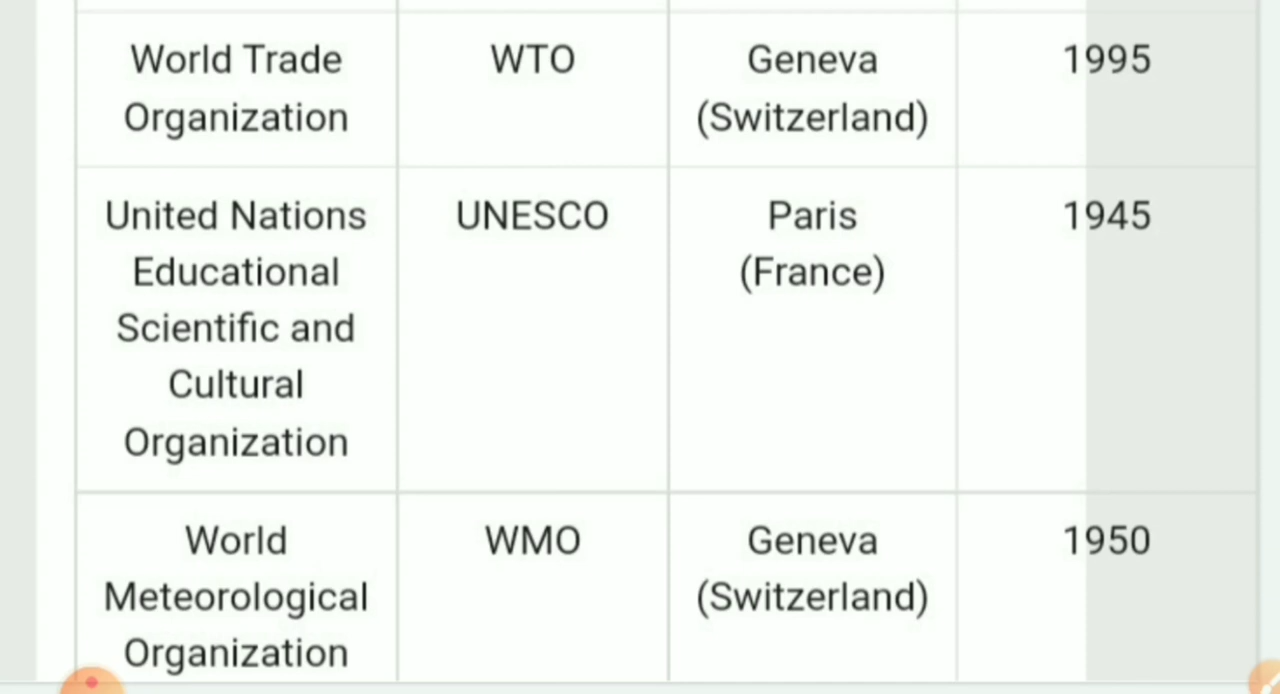 World Trade
Organization
WTO
Geneva
(Switzerland)
1995
United Nations
Educational
Scientific and
Cultural
Organization
UNESCO
Paris
(France)
1945
World
Meteorological
Organization
WMO
Geneva
(Switzerland)
1950